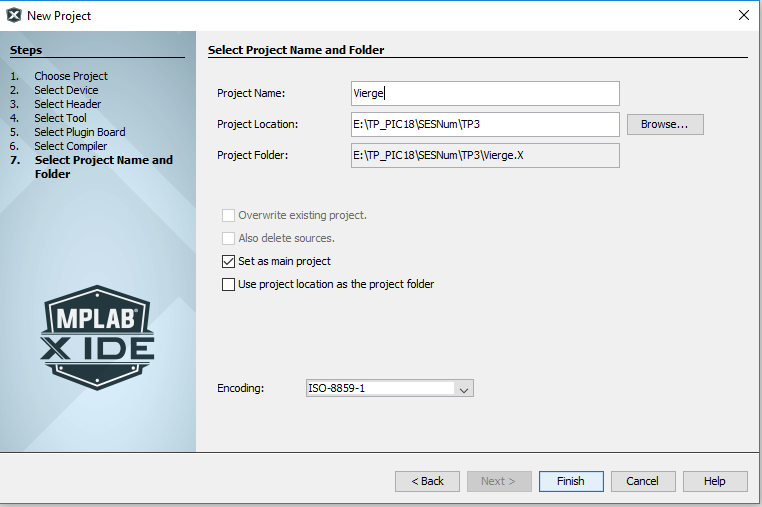 New Project
Steps
1. Choose Project
2. Select Device
3. Select Header
4. Select Tool
5. Select Plugin Board
6. Select Compiler
7. Select Project Name and
Folder
MPLAB
X IDE
Select Project Name and Folder
Project Name: Vierge
Project Location: E:\TP_PIC18\SESNum\TP3 Browse...
Project Folder: E:\TP_PIC18\SESNum\TP3\Vierge.X
Overwrite existing project.
Also delete sources.
Set as main project
Use project location as the project folder
Encoding: ISO-8859-1
< Back Next > Finish Cancel Help